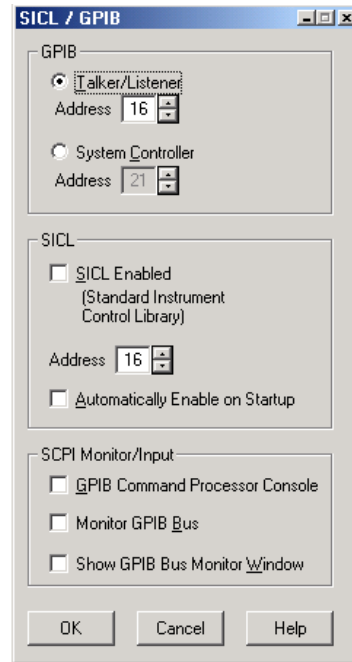 SICL / GPIB
GPIB
Talker/Listener
Address 16
System Controller
Address 21
SICL
SICL Enabled
(Standard Instrument
Control Library)
Address 16
Automatically Enable on Startup
SCPI Monitor/Input
GPIB Command Processor Console
Monitor GPIB Bus
Show GPIB Bus Monitor Window
OK Cancel Help